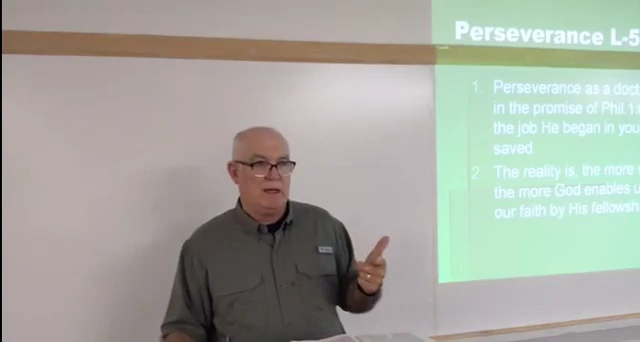 Perseverance L-5
1. Perseverance as a doct
in the promise of Phil.1:
the job He began in you
saved.
2. The reality is, the more
the more God enables u
our faith by His fellowsh